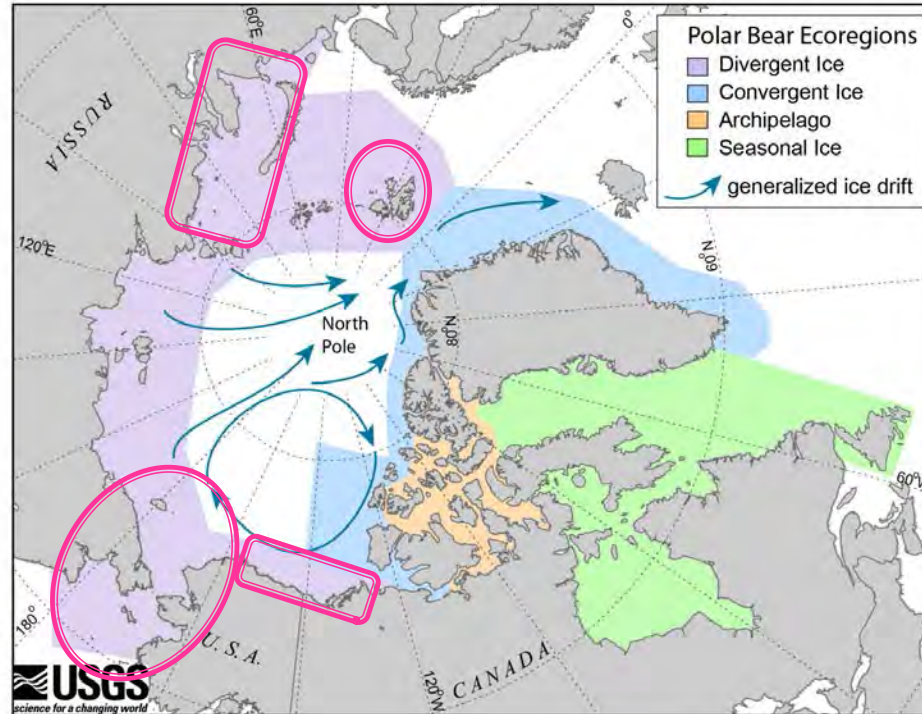 Polar Bear Ecoregions
Divergent Ice
Convergent Ice
Archipelago
Seasonal Ice
generalized ice drift
60°E
0°
RUSSIA
120°E
60°N
North
Pole
80°N
60°W
180°
U.S.A.
120°W
CANADA
USGS
science for a changing world